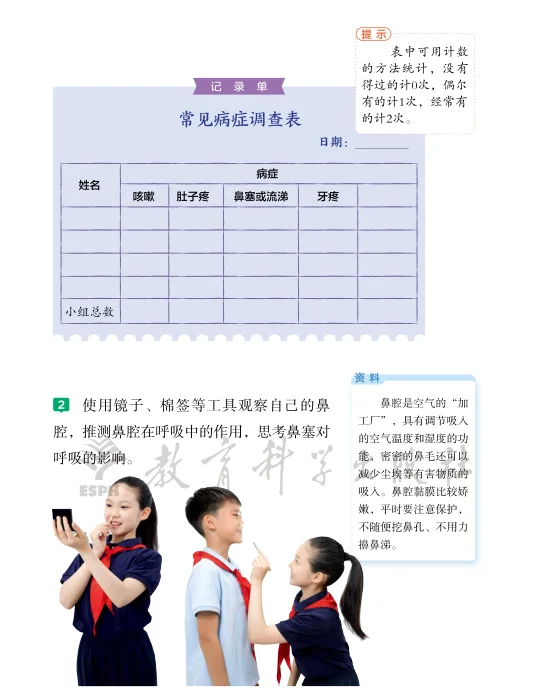 提示
表中可用计数
的方法统计，没有
得过的计0次，偶尔
有的计1次，经常有
的计2次。
记录单
常见病症调查表
日期：
姓名
病症
咳嗽 肚子疼 鼻塞或流涕 牙疼
小组总数
2 使用镜子、棉签等工具观察自己的鼻
腔，推测鼻腔在呼吸中的作用，思考鼻塞对
呼吸的影响。
资料
鼻腔是空气的“加
工厂”，具有调节吸入
的空气温度和湿度的功
能。密密的鼻毛还可以
减少尘埃等有害物质的
吸入。鼻腔黏膜比较娇
嫩，平时要注意保护，
不随便挖鼻孔、不用力
擤鼻涕。
教育科学出版社
ESPH